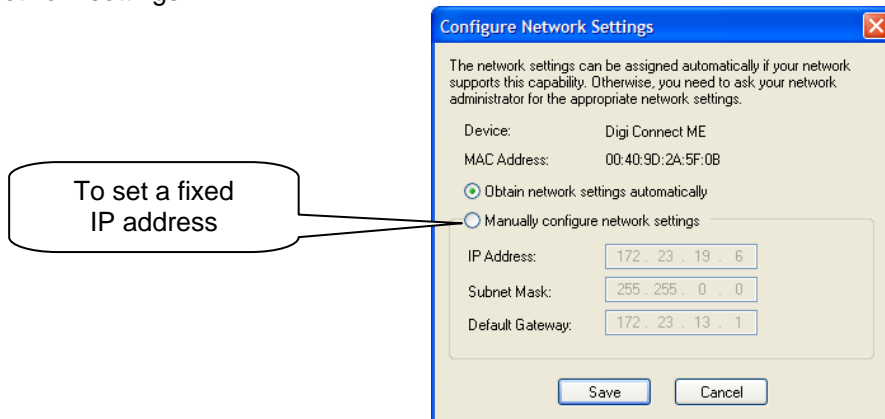 Configure Network Settings
The network settings can be assigned automatically if your network
supports this capability. Otherwise, you need to ask your network
administrator for the appropriate network settings.
Device: Digi Connect ME
MAC Address: 00:40:9D:2A:5F:0B
Obtain network settings automatically
To set a fixed
IP address
Manually configure network settings
IP Address: 172 . 23 . 19 . 6
Subnet Mask: 255 . 255 . 0 . 0
Default Gateway: 172 . 23 . 13 . 1
Save Cancel